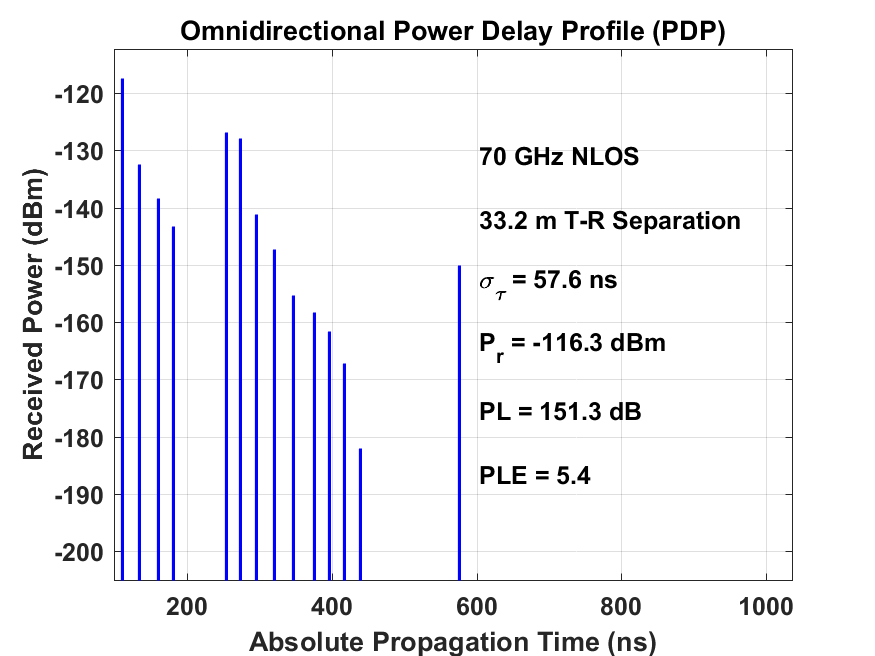 Omnidirectional Power Delay Profile (PDP)
-120
-130
-140
-150
-160
-170
-180
-190
-200
Received Power (dBm)
70 GHz NLOS
33.2 m T-R Separation
σ_τ = 57.6 ns
P_r = -116.3 dBm
PL = 151.3 dB
PLE = 5.4
200 400 600 800 1000
Absolute Propagation Time (ns)